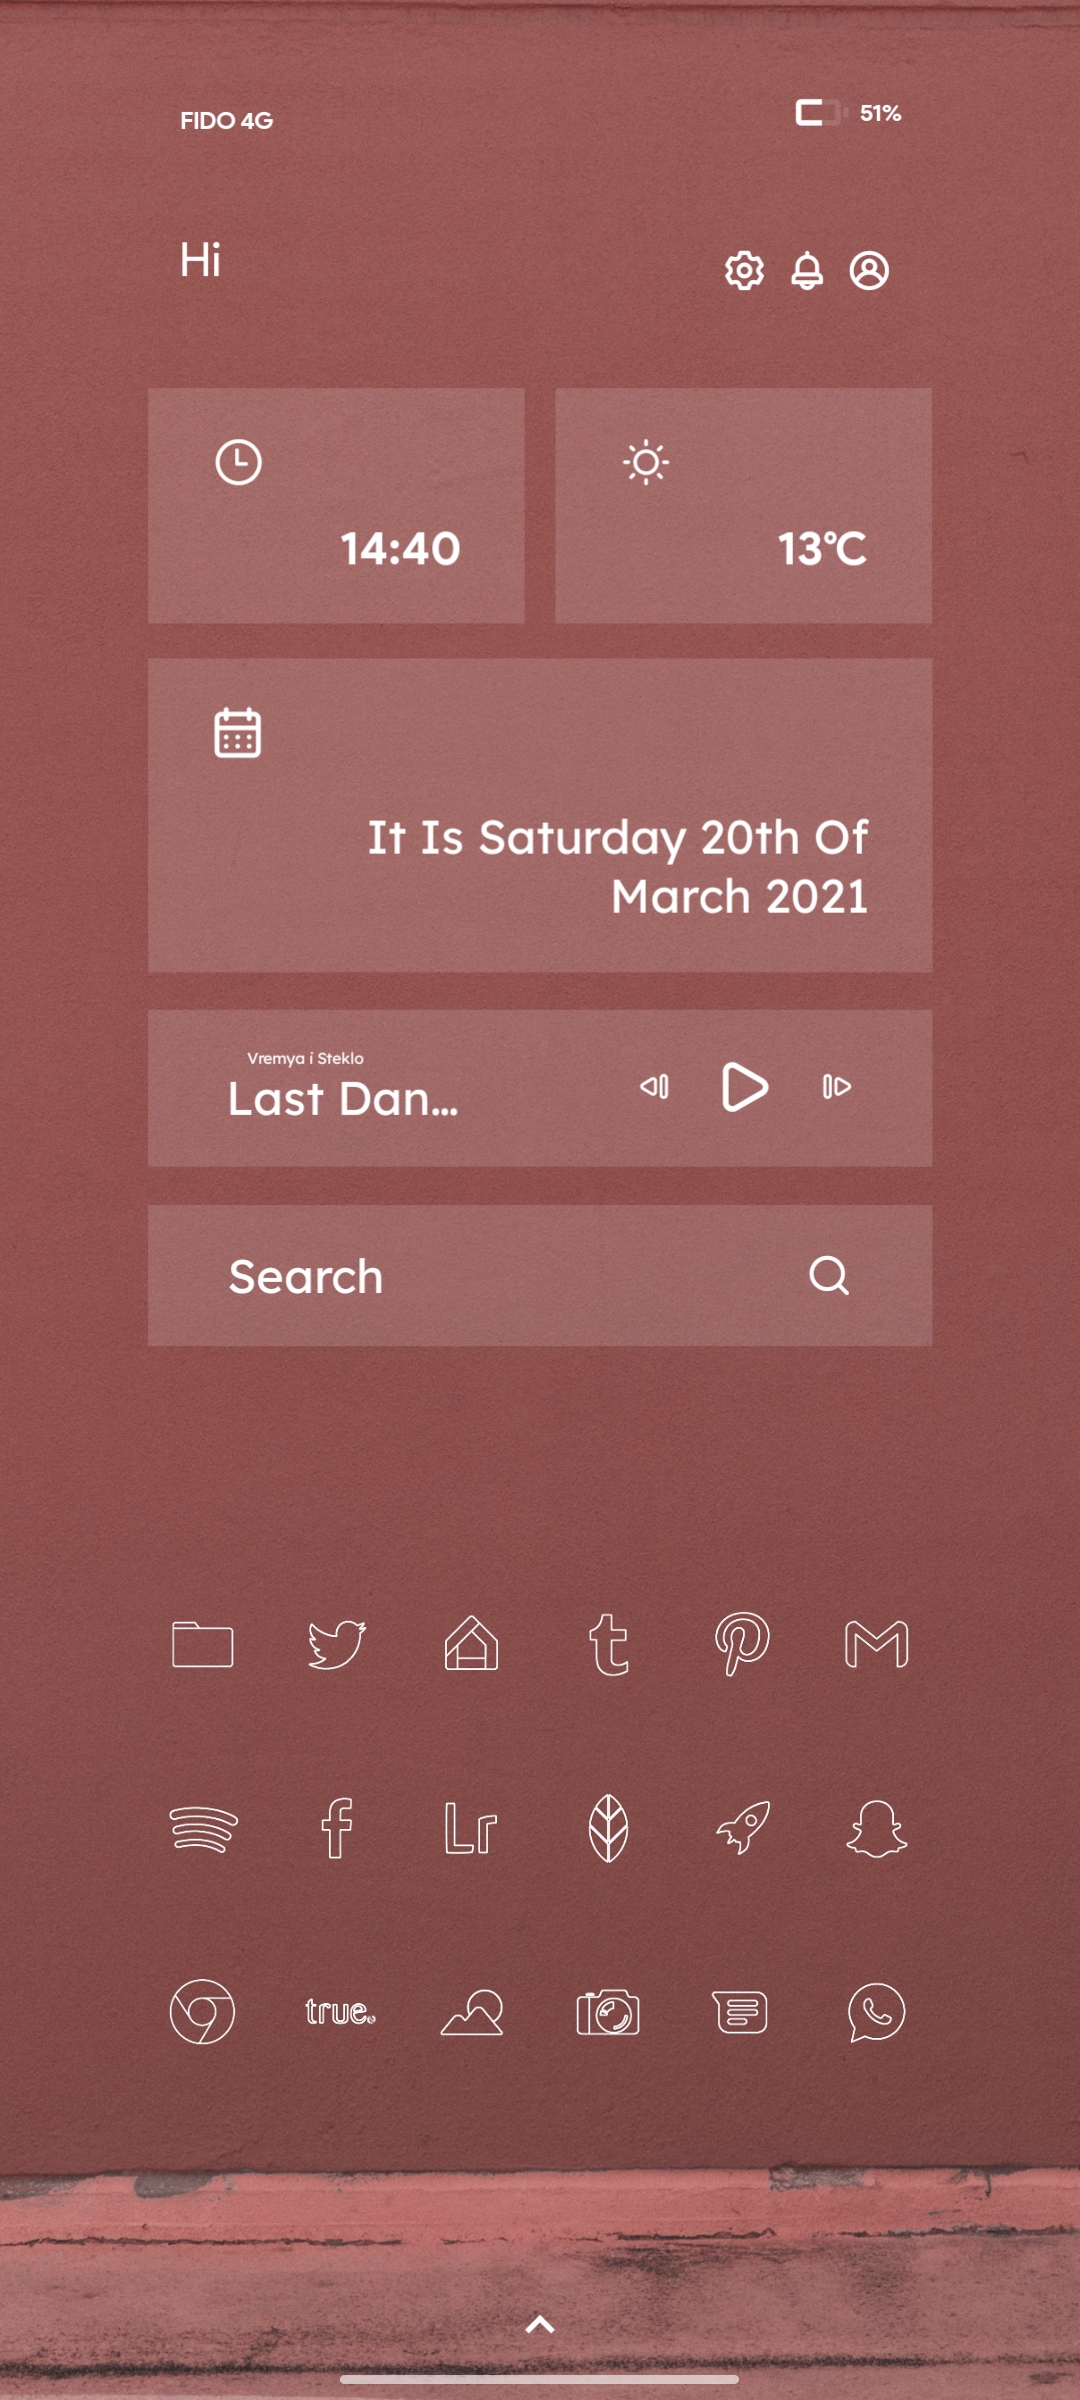 FIDO 4G
51%
Hi
14:40
13°C
It Is Saturday 20th Of
March 2021
Vremya i Steklo
Last Dan...
Search
t
f
Lr
true.